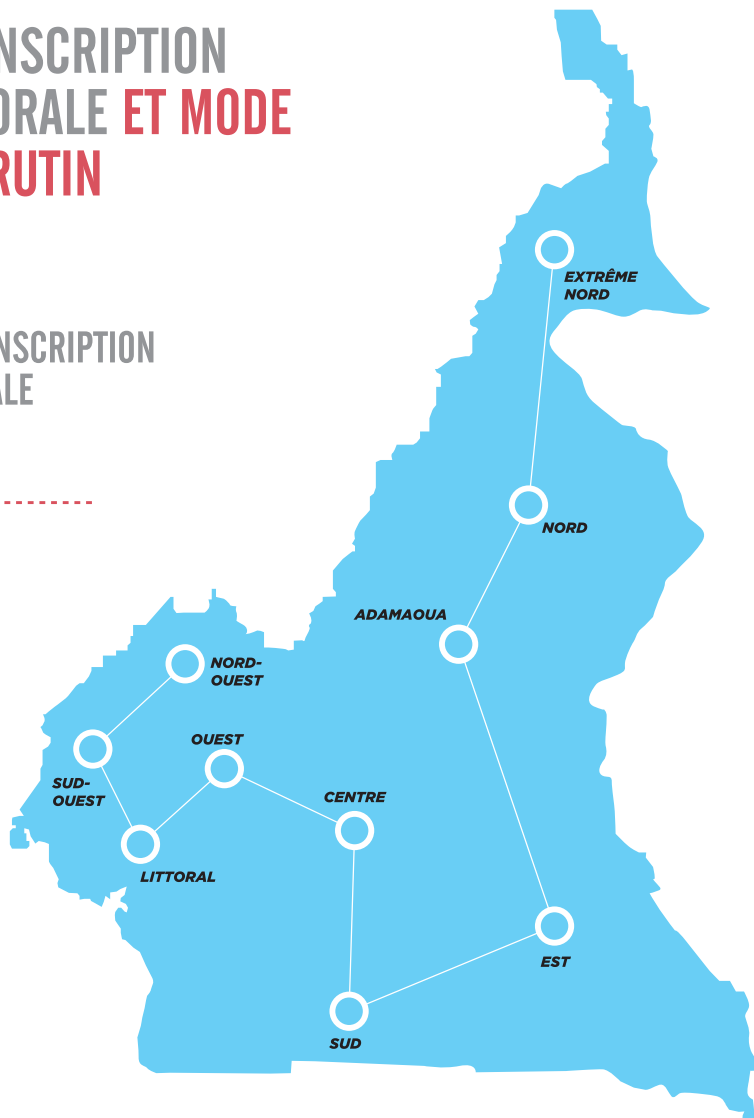 NSCRIPTION
ORALE ET MODE
RUTIN
NSCRIPTION
ALE
EXTRÊME
NORD
NORD
ADAMAOUA
NORD-
OUEST
OUEST
SUD-
OUEST
CENTRE
LITTORAL
EST
SUD